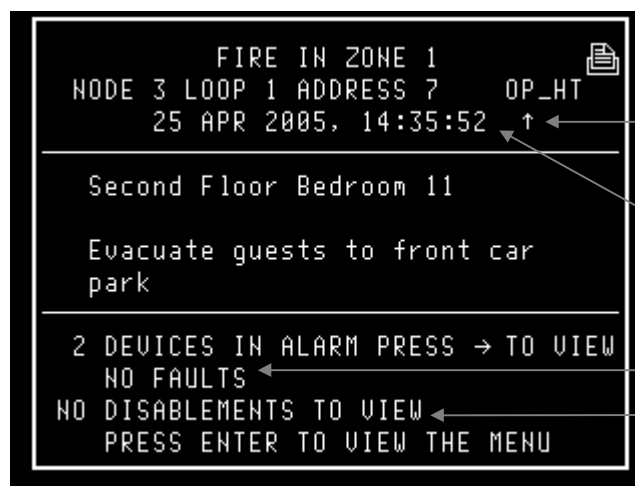 FIRE IN ZONE 1
NODE 3 LOOP 1 ADDRESS 7 OP_HT
25 APR 2005, 14:35:52 ↑
Second Floor Bedroom 11
Evacuate guests to front car
park
2 DEVICES IN ALARM PRESS → TO VIEW
NO FAULTS
NO DISABLEMENTS TO VIEW
PRESS ENTER TO VIEW THE MENU